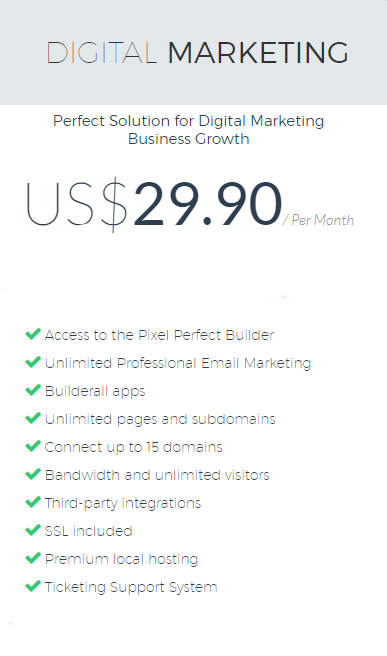 DIGITAL MARKETING
Perfect Solution for Digital Marketing
Business Growth
US$29.90/ Per Month
Access to the Pixel Perfect Builder
Unlimited Professional Email Marketing
Builderall apps
Unlimited pages and subdomains
Connect up to 15 domains
Bandwidth and unlimited visitors
Third-party integrations
SSL included
Premium local hosting
Ticketing Support System